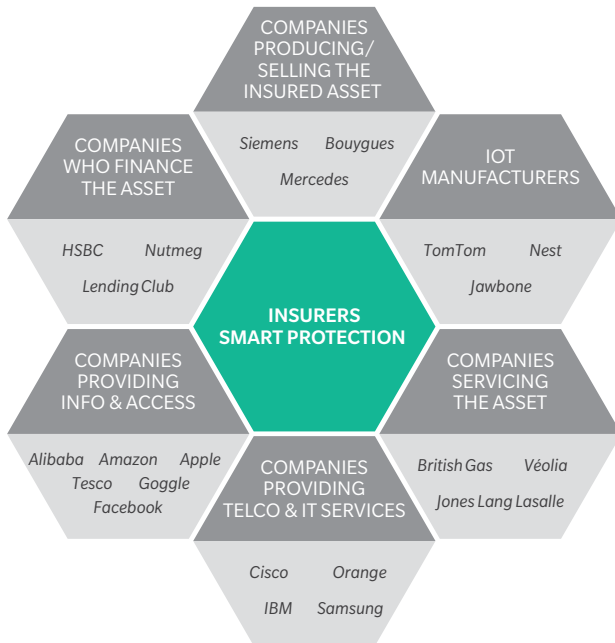 COMPANIES
PRODUCING/
SELLING THE
INSURED ASSET
Siemens Bouygues
Mercedes
COMPANIES
WHO FINANCE
THE ASSET
HSBC Nutmeg
Lending Club
IOT
MANUFACTURERS
TomTom Nest
Jawbone
INSURERS
SMART PROTECTION
COMPANIES
PROVIDING
INFO & ACCESS
Alibaba Amazon Apple
Tesco Goggle
Facebook
COMPANIES
SERVICING
THE ASSET
British Gas Véolia
Jones Lang Lasalle
COMPANIES
PROVIDING
TELCO & IT SERVICES
Cisco Orange
IBM Samsung